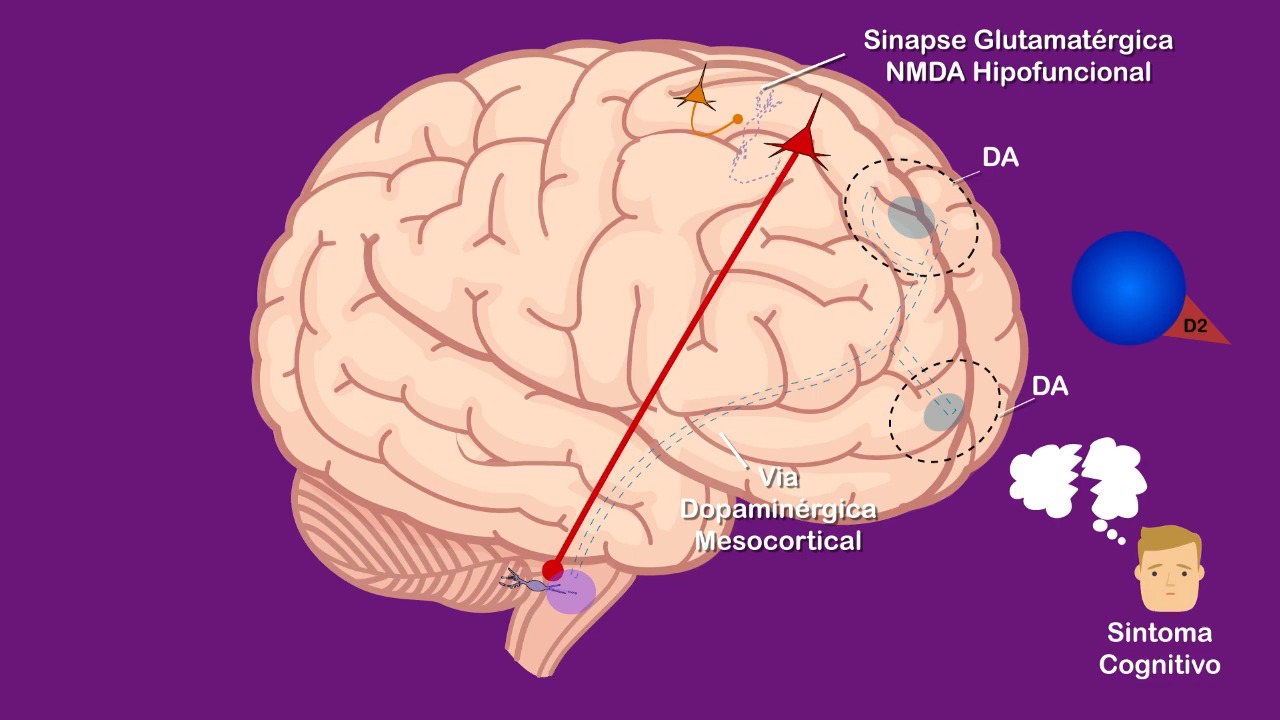 Sinapse Glutamatérgica
NMDA Hipofuncional
DA
D2
DA
Via
Dopaminérgica
Mesocortical
Sintoma
Cognitivo